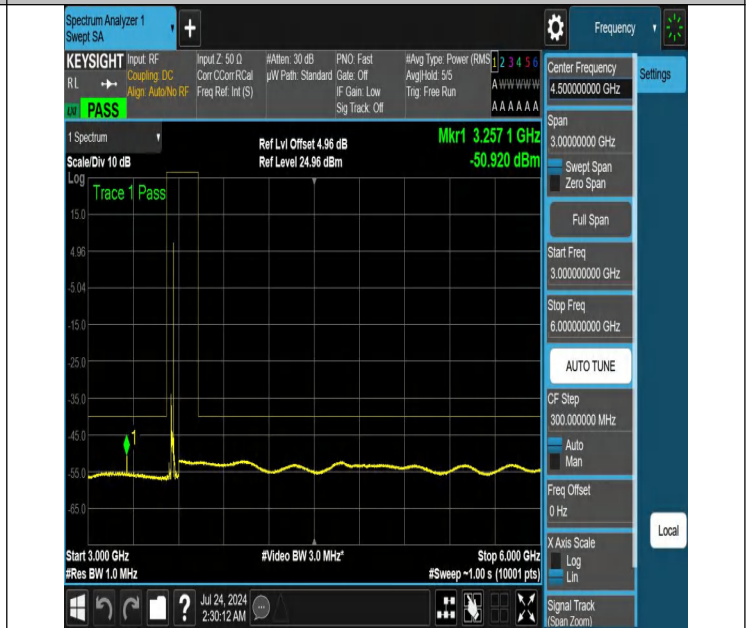 Spectrum Analyzer 1
Swept SA
Frequency
KEYSIGHT
RL
PASS
Input: RF
Coupling: DC
Align: Auto/No RF
Input Z: 50 Ω
Corr CCorr RCal
Freq Ref: Int (S)
#Atten: 30 dB
µW Path: Standard
PNO: Fast
Gate: Off
IF Gain: Low
Sig Track: Off
#Avg Type: Power (RMS
Avg|Hold: 5/5
Trig: Free Run
1 2 3 4 5 6
A W W W W W
A A A A A A
1 Spectrum
Scale/Div 10 dB
Ref Lvl Offset 4.96 dB
Ref Level 24.96 dBm
Mkr1 3.257 1 GHz
-50.920 dBm
Log
Trace 1 Pass
15.0
4.96
-5.04
-15.0
-25.0
-35.0
-45.0
-55.0
-65.0
1
Start 3.000 GHz
#Res BW 1.0 MHz
#Video BW 3.0 MHz*
Stop 6.000 GHz
#Sweep ~1.00 s (10001 pts)
Center Frequency
4.500000000 GHz
Settings
Span
3.00000000 GHz
Swept Span
Zero Span
Full Span
Start Freq
3.000000000 GHz
Stop Freq
6.000000000 GHz
AUTO TUNE
CF Step
300.000000 MHz
Auto
Man
Freq Offset
0 Hz
X Axis Scale
Log
Lin
Signal Track
(Span Zoom)
Local
Jul 24, 2024
2:30:12 AM